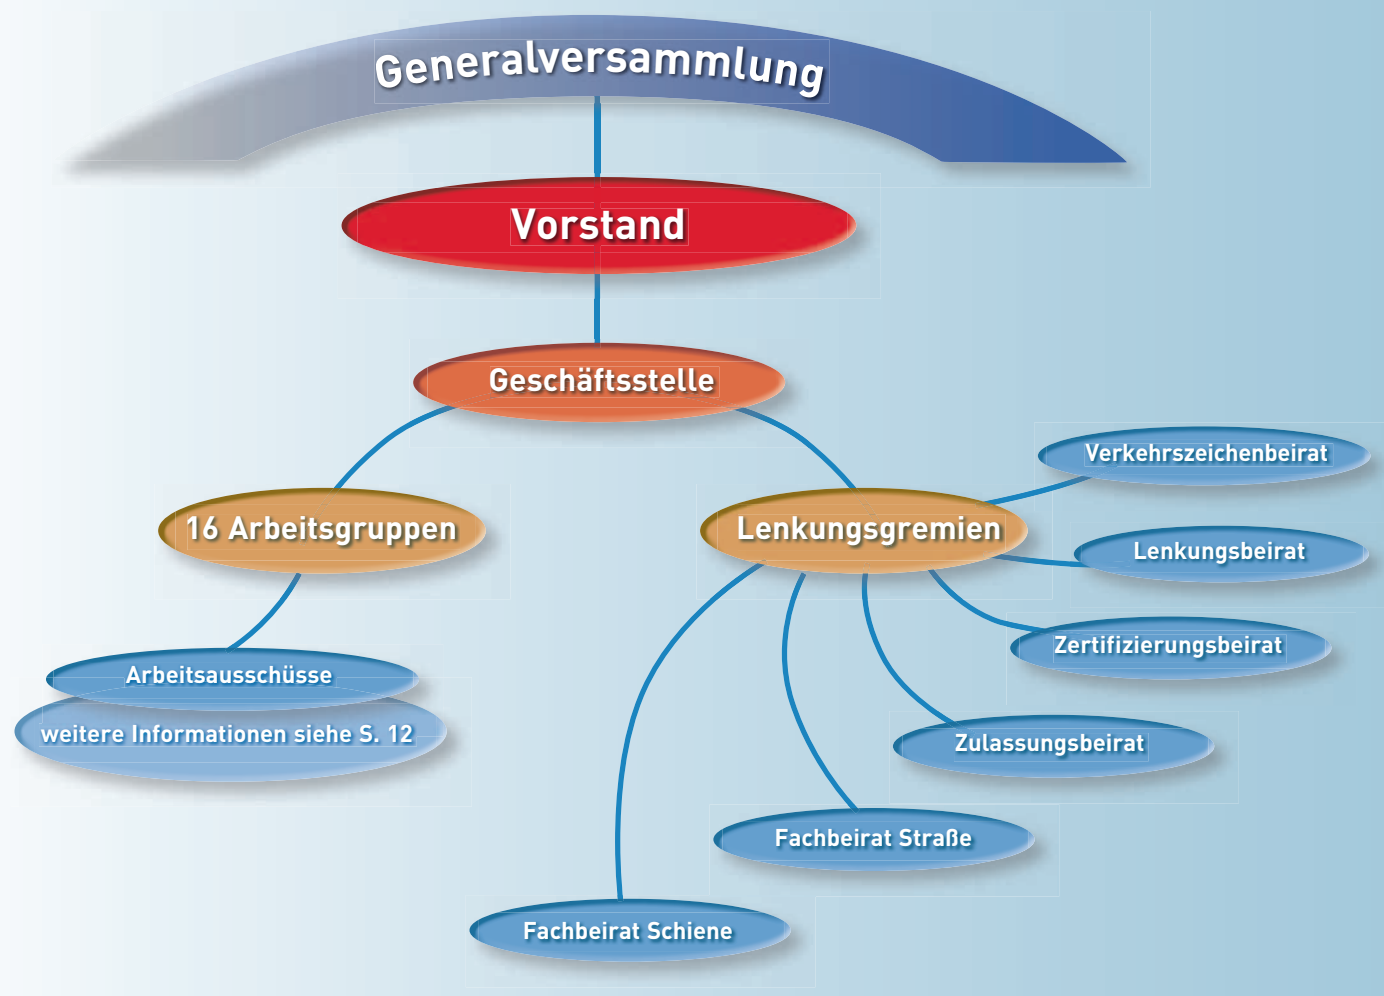 Generalversammlung
Vorstand
Geschäftsstelle
16 Arbeitsgruppen
Arbeitsausschüsse
weitere Informationen siehe S. 12
Lenkungsgremien
Verkehrszeichenbeirat
Lenkungsbeirat
Zertifizierungsbeirat
Zulassungsbeirat
Fachbeirat Straße
Fachbeirat Schiene